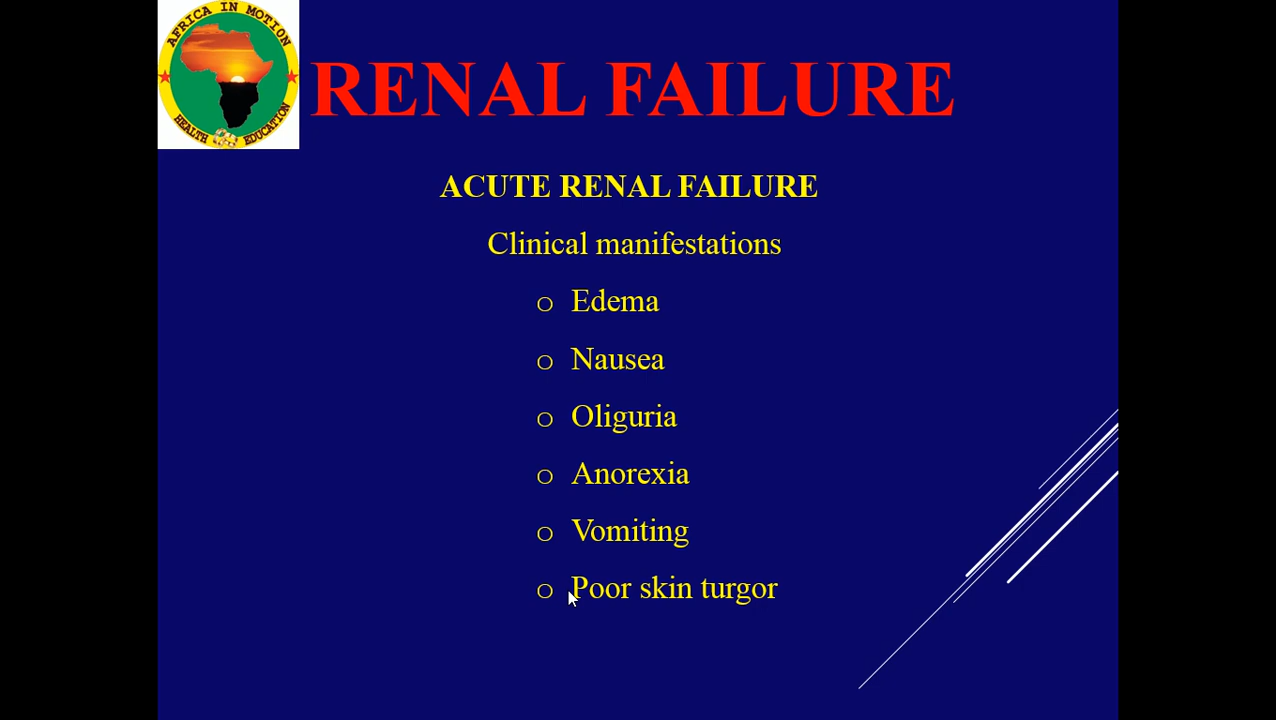 AFRICA IN MOTION
HEALTH EDUCATION
RENAL FAILURE
ACUTE RENAL FAILURE
Clinical manifestations
o Edema
o Nausea
o Oliguria
o Anorexia
o Vomiting
o Poor skin turgor